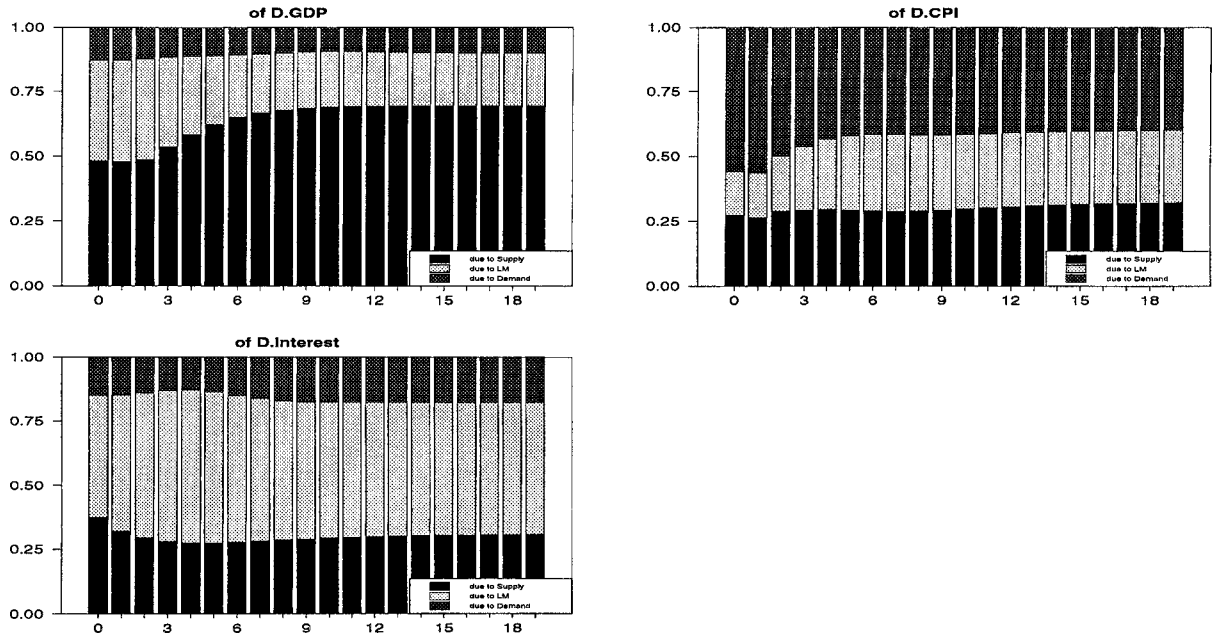 of D.GDP
1.00
0.75
0.50
0.25
0.00
0 3 6 9 12 15 18
due to Supply
due to LM
due to Demand
of D.CPI
1.00
0.75
0.50
0.25
0.00
0 3 6 9 12 15 18
due to Supply
due to LM
due to Demand
of D.Interest
1.00
0.75
0.50
0.25
0.00
0 3 6 9 12 15 18
due to Supply
due to LM
due to Demand